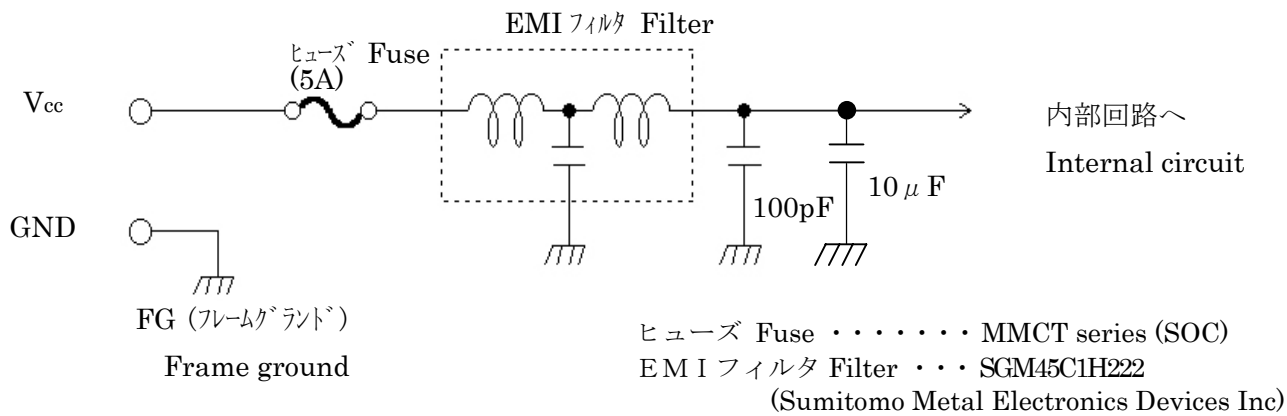 EMI フィルタ Filter
ヒューズ Fuse
(5A)
Vcc
内部回路へ
Internal circuit
10μF
100pF
GND
FG (フレームグランド)
Frame ground
ヒューズ Fuse ・・・・・・・ MMCT series (SOC)
ＥＭＩフィルタ Filter ・・・ SGM45C1H222
(Sumitomo Metal Electronics Devices Inc)